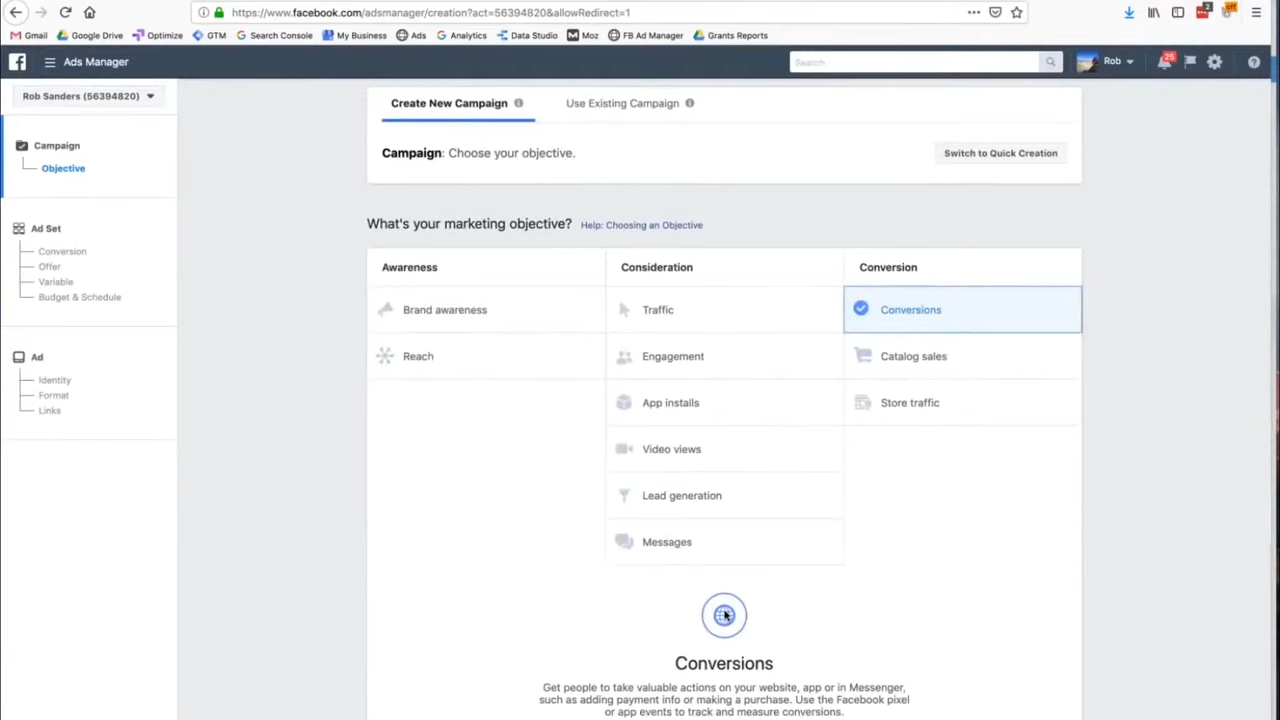 https://www.facebook.com/adsmanager/creation?act=56394820&allowRedirect=1
2
off
Gmail Google Drive Optimize GTM Search Console My Business Ads Analytics Data Studio Moz FB Ad Manager Grants Reports
Ads Manager
Search
Rob
25
Rob Sanders (56394820)
Create New Campaign
Use Existing Campaign
Campaign
Objective
Campaign: Choose your objective.
Switch to Quick Creation
Ad Set
Conversion
Offer
Variable
Budget & Schedule
Ad
Identity
Format
Links
What's your marketing objective? Help: Choosing an Objective
Awareness
Brand awareness
Reach
Consideration
Traffic
Engagement
App installs
Video views
Lead generation
Messages
Conversion
Conversions
Catalog sales
Store traffic
Conversions
Get people to take valuable actions on your website, app or in Messenger,
such as adding payment info or making a purchase. Use the Facebook pixel
or app events to track and measure conversions.